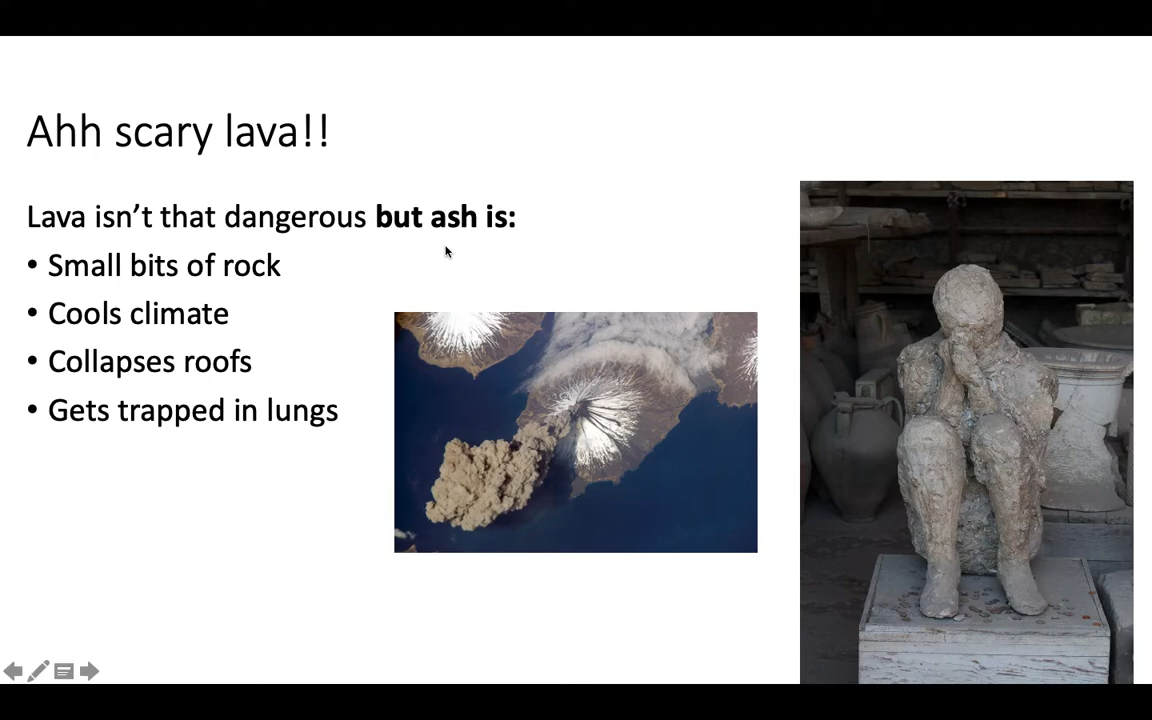 Ahh scary lava!!
Lava isn’t that dangerous but ash is:
• Small bits of rock
• Cools climate
• Collapses roofs
• Gets trapped in lungs